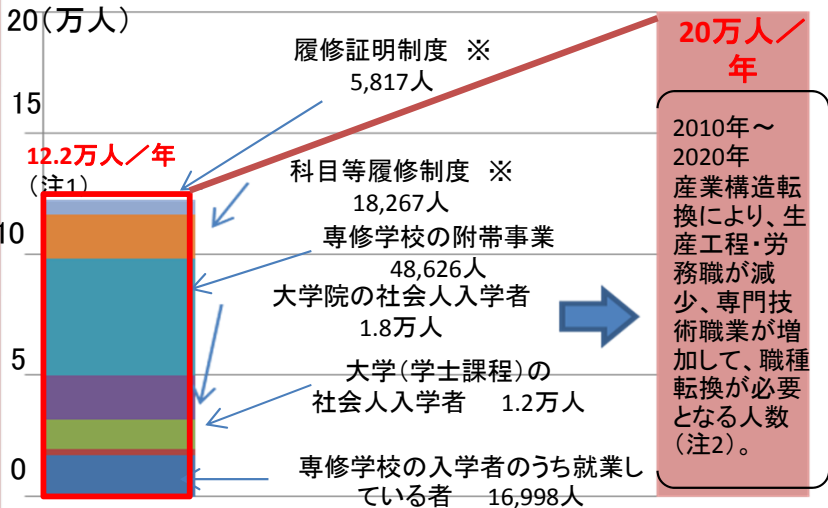 20(万人)
15
10
5
0
12.2万人／年
(注1)
履修証明制度　※
5,817人
科目等履修制度　※
18,267人
専修学校の附帯事業
48,626人
大学院の社会人入学者
1.8万人
大学(学士課程)の
社会人入学者　1.2万人
専修学校の入学者のうち就業し
ている者　16,998人
20万人／
年
2010年～
2020年
産業構造転
換により、生
産工程・労
務職が減
少、専門技
術職業が増
加して、職種
転換が必要
となる人数
(注2)。